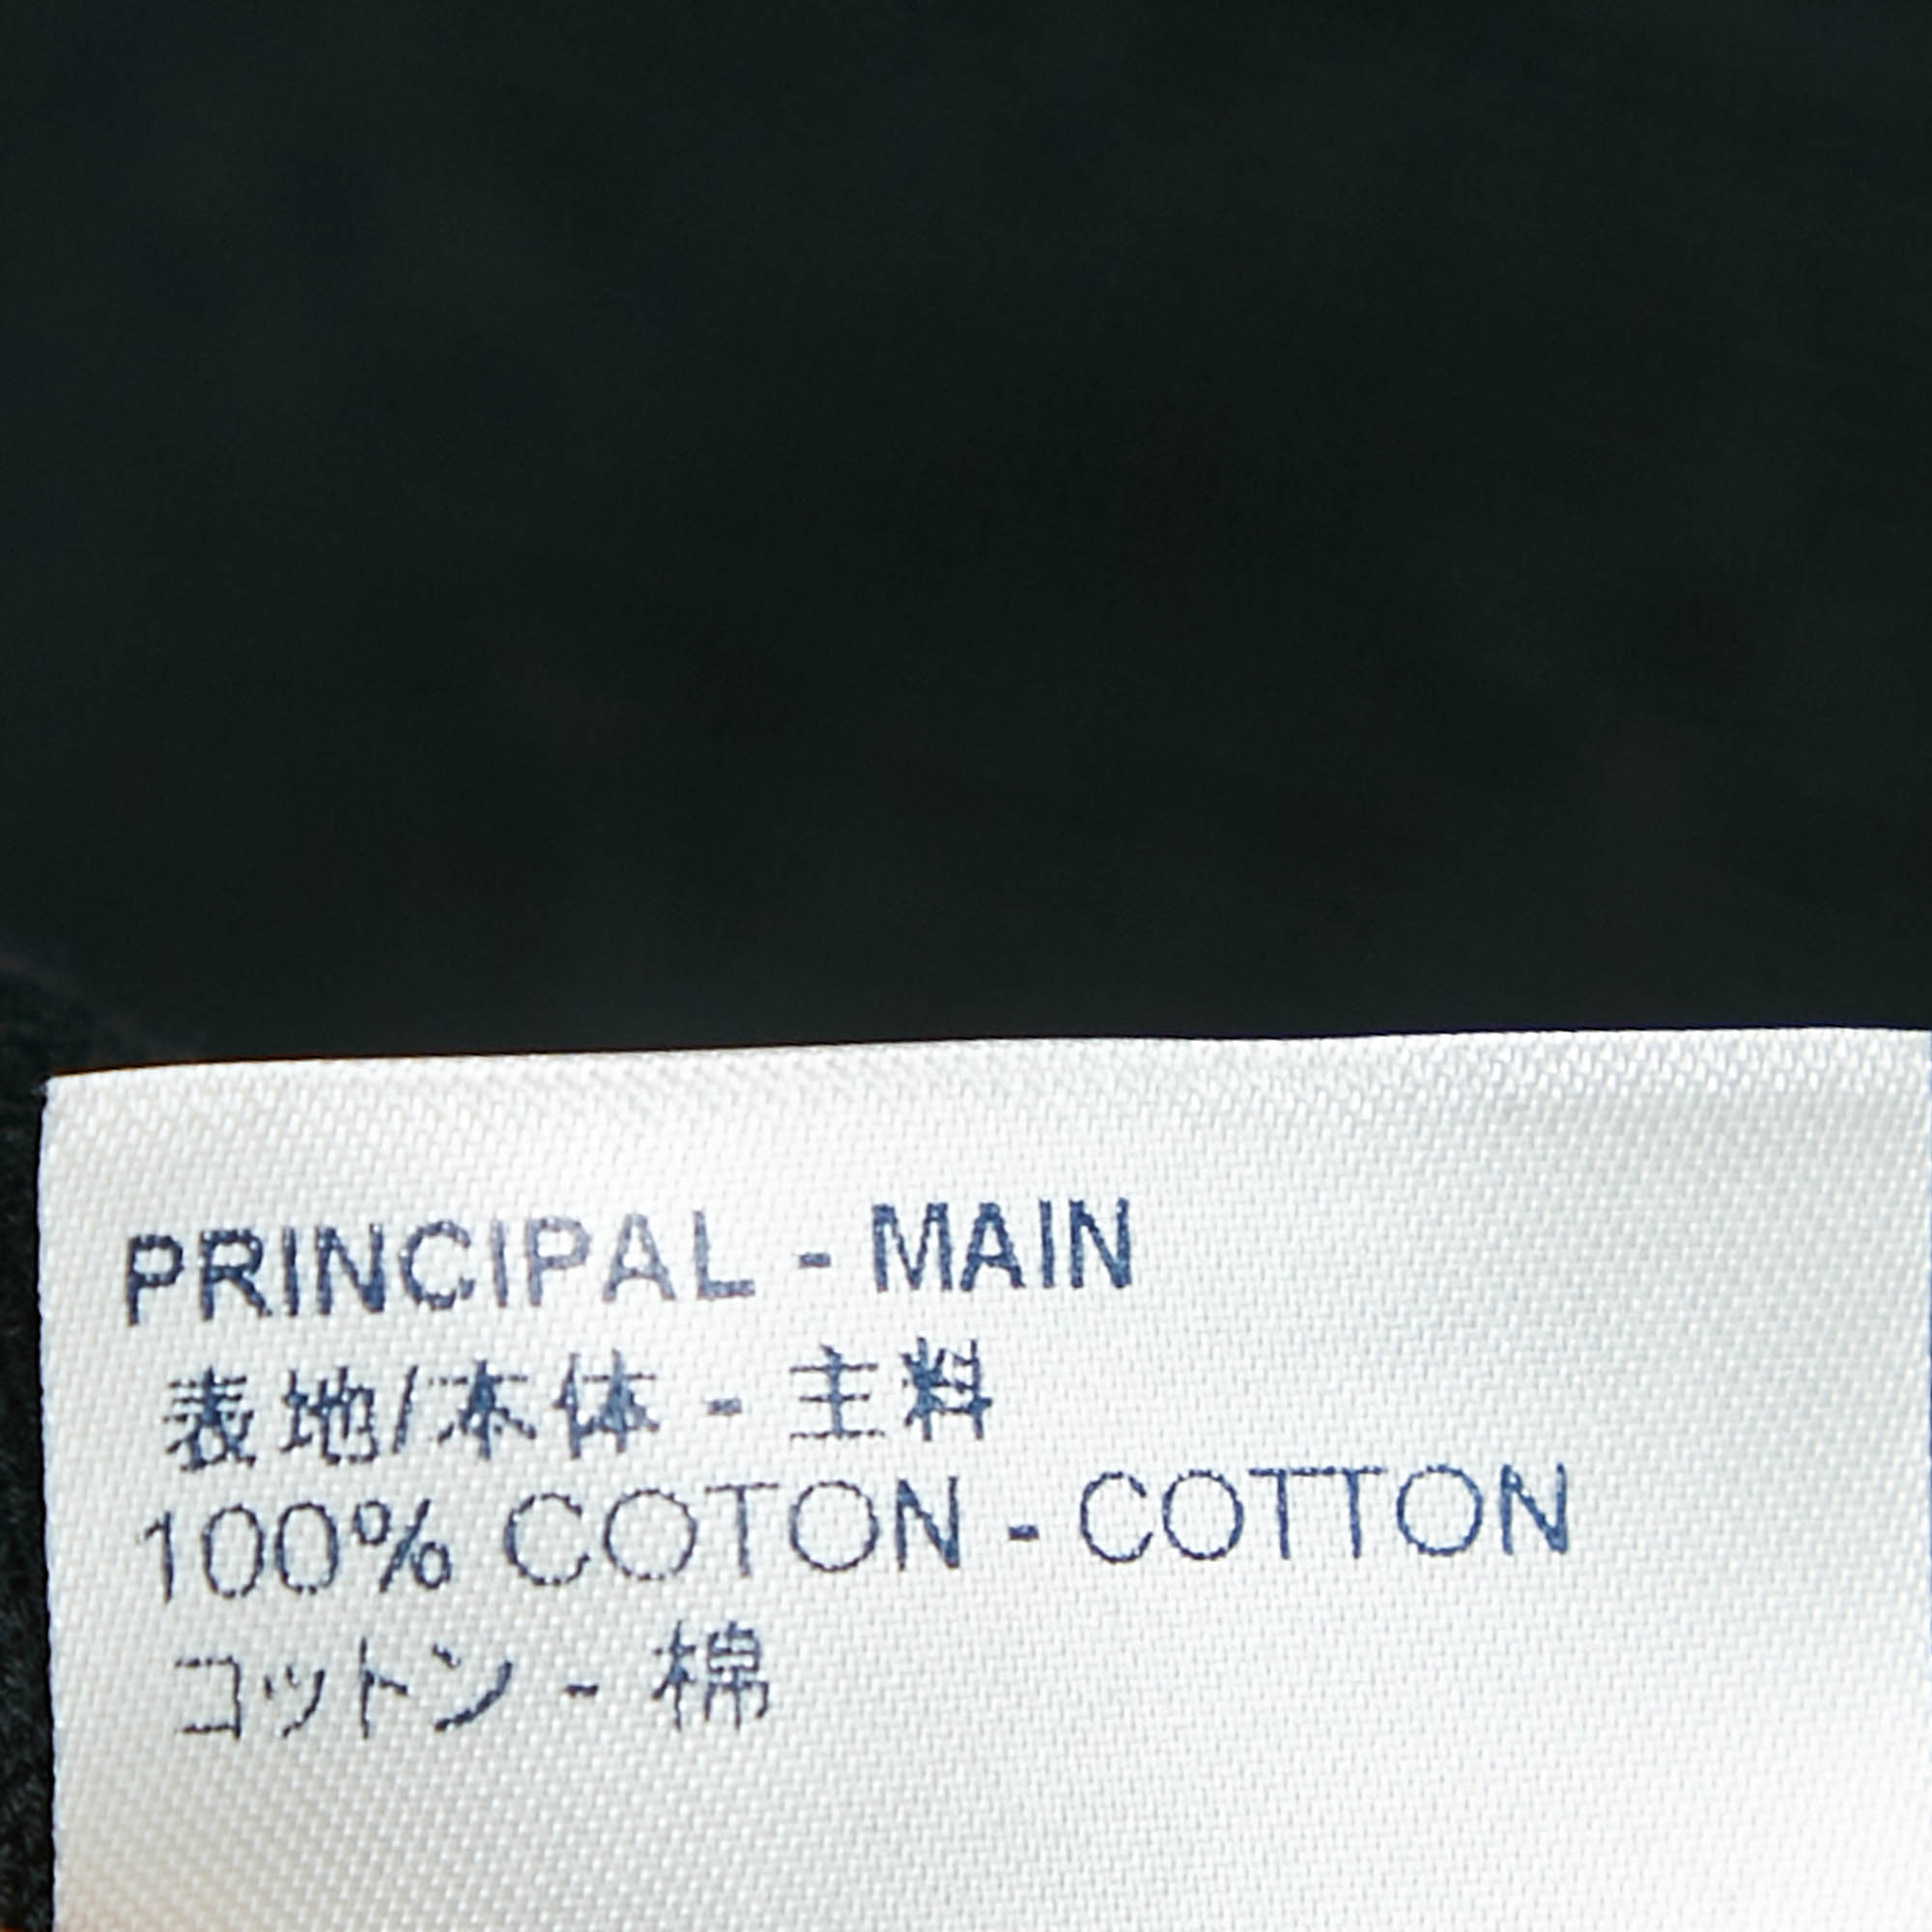 PRINCIPAL - MAIN
表地/本体 - 主料
100% COTON - COTTON
コットン - 棉